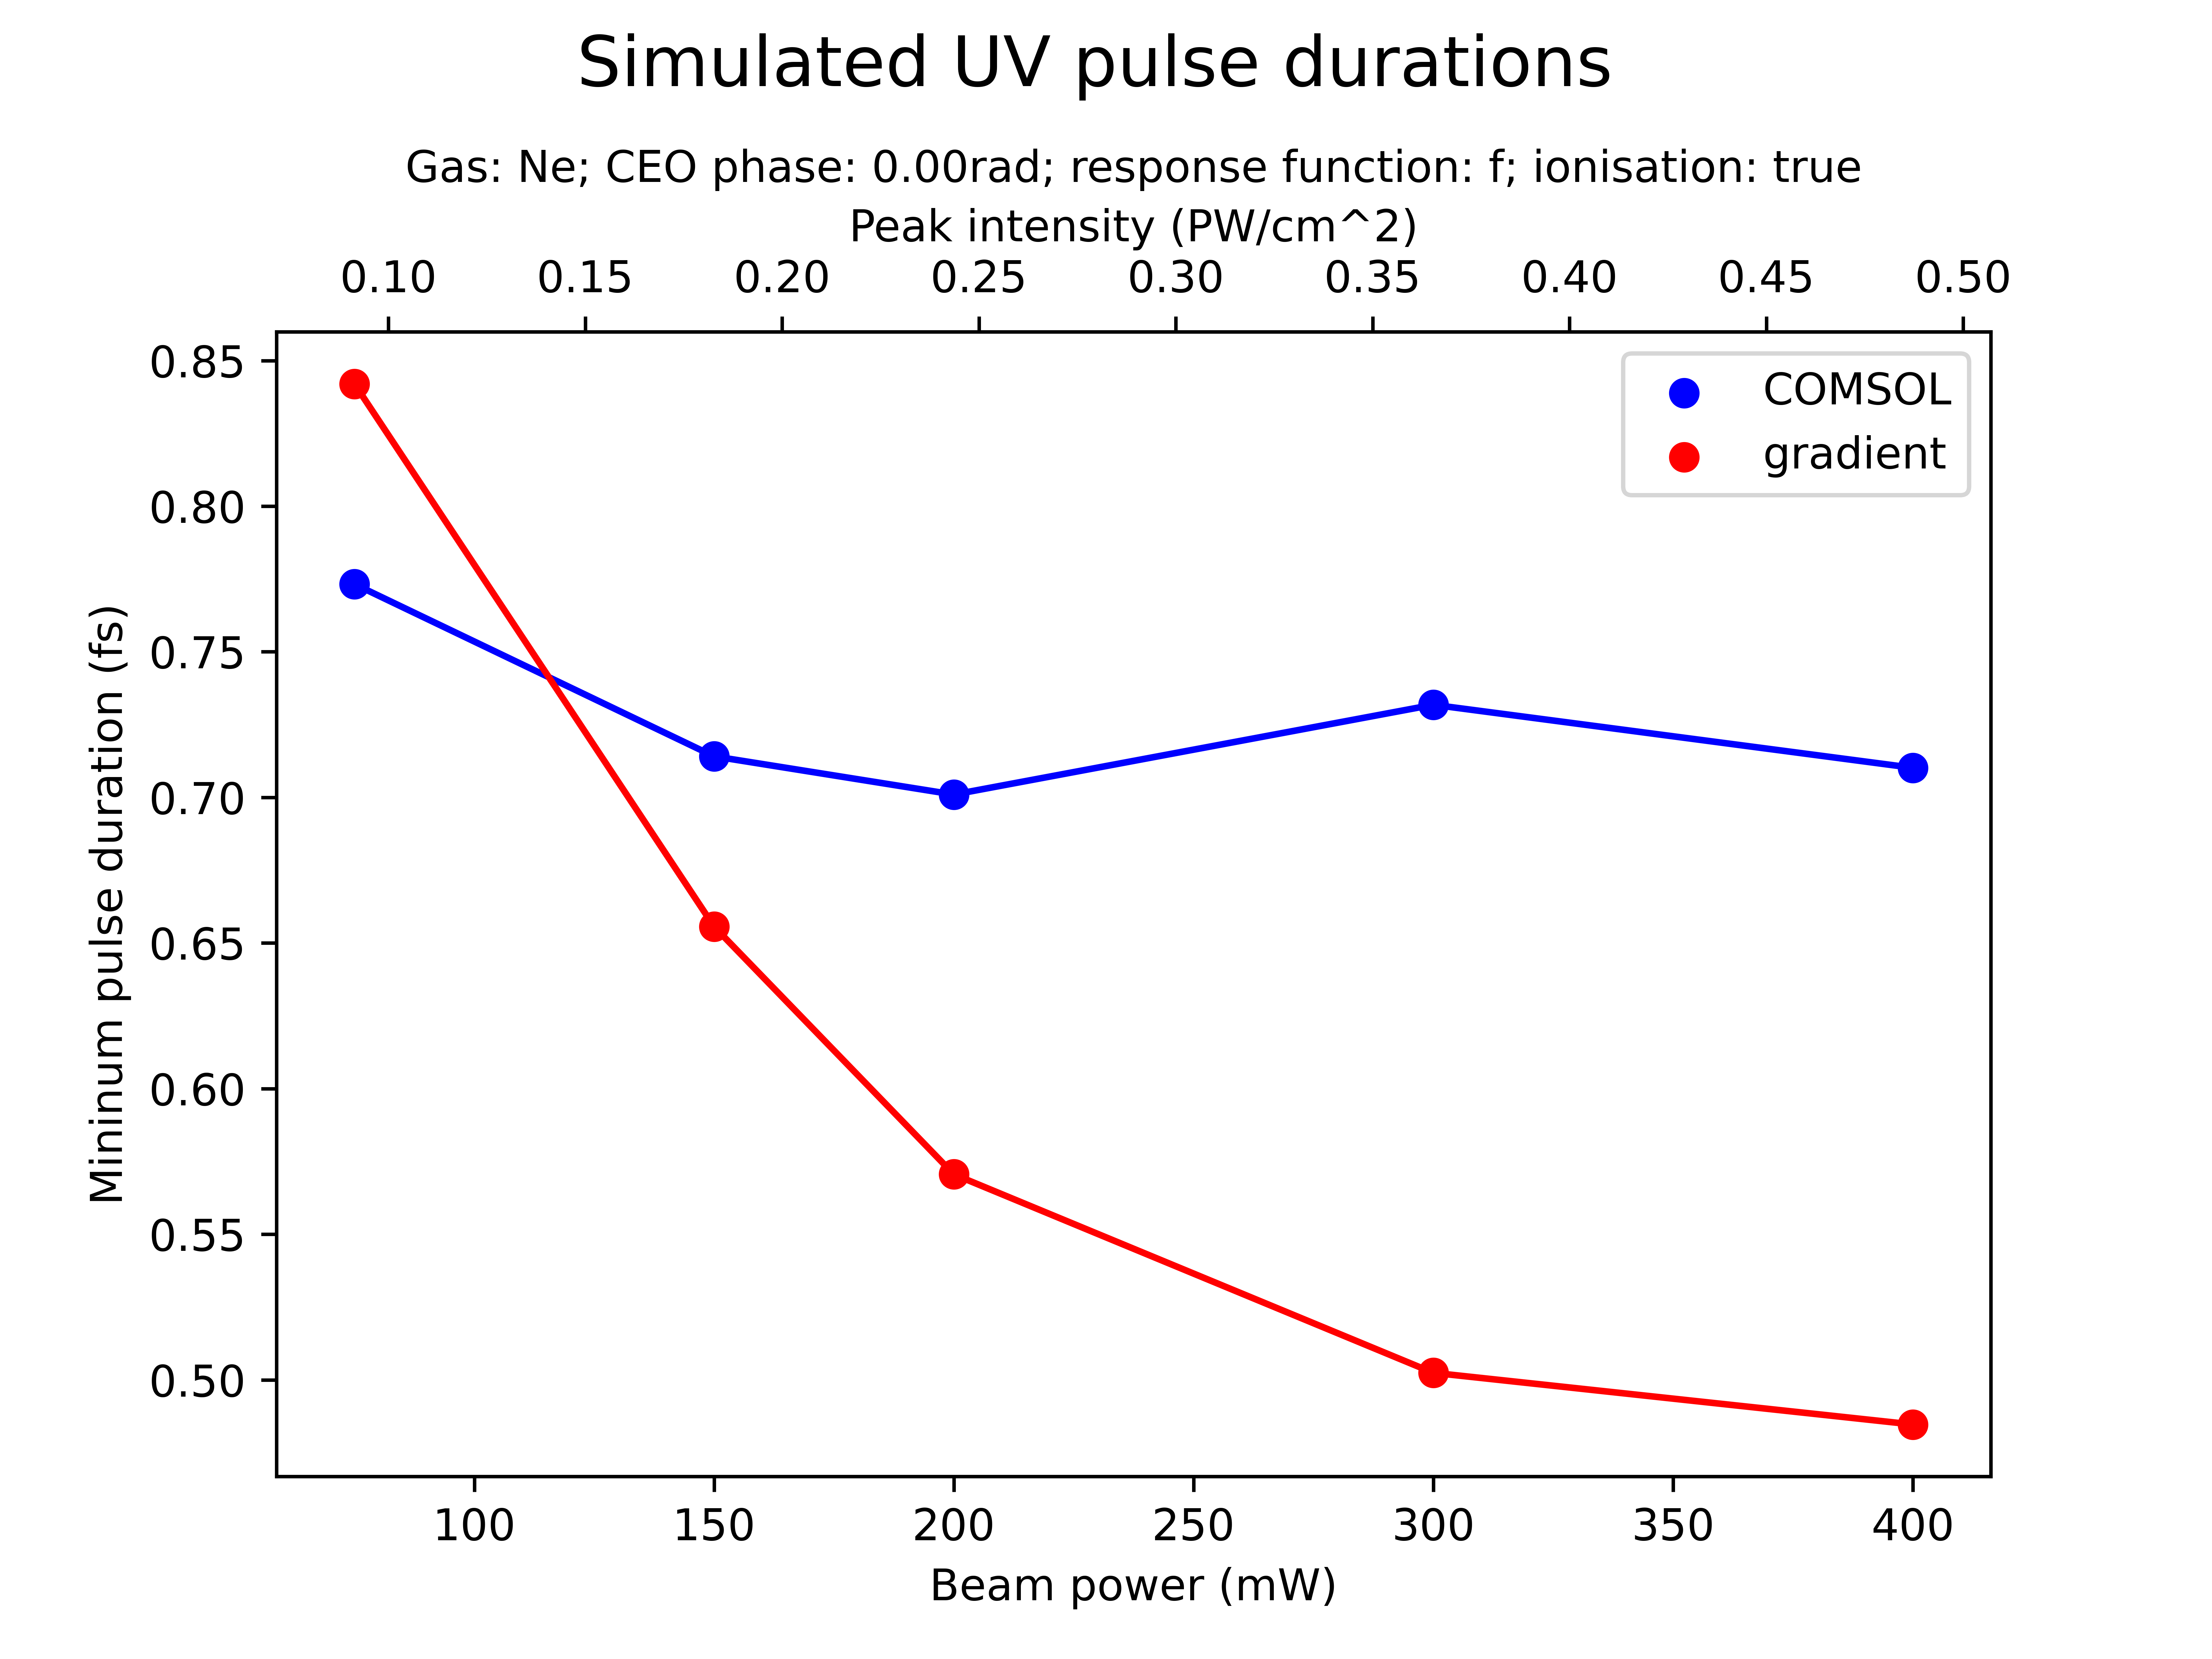 Simulated UV pulse durations
Gas: Ne; CEO phase: 0.00rad; response function: f; ionisation: true
Peak intensity (PW/cm^2)
0.10 0.15 0.20 0.25 0.30 0.35 0.40 0.45 0.50
COMSOL
gradient
Mininum pulse duration (fs)
0.85
0.80
0.75
0.70
0.65
0.60
0.55
0.50
100 150 200 250 300 350 400
Beam power (mW)